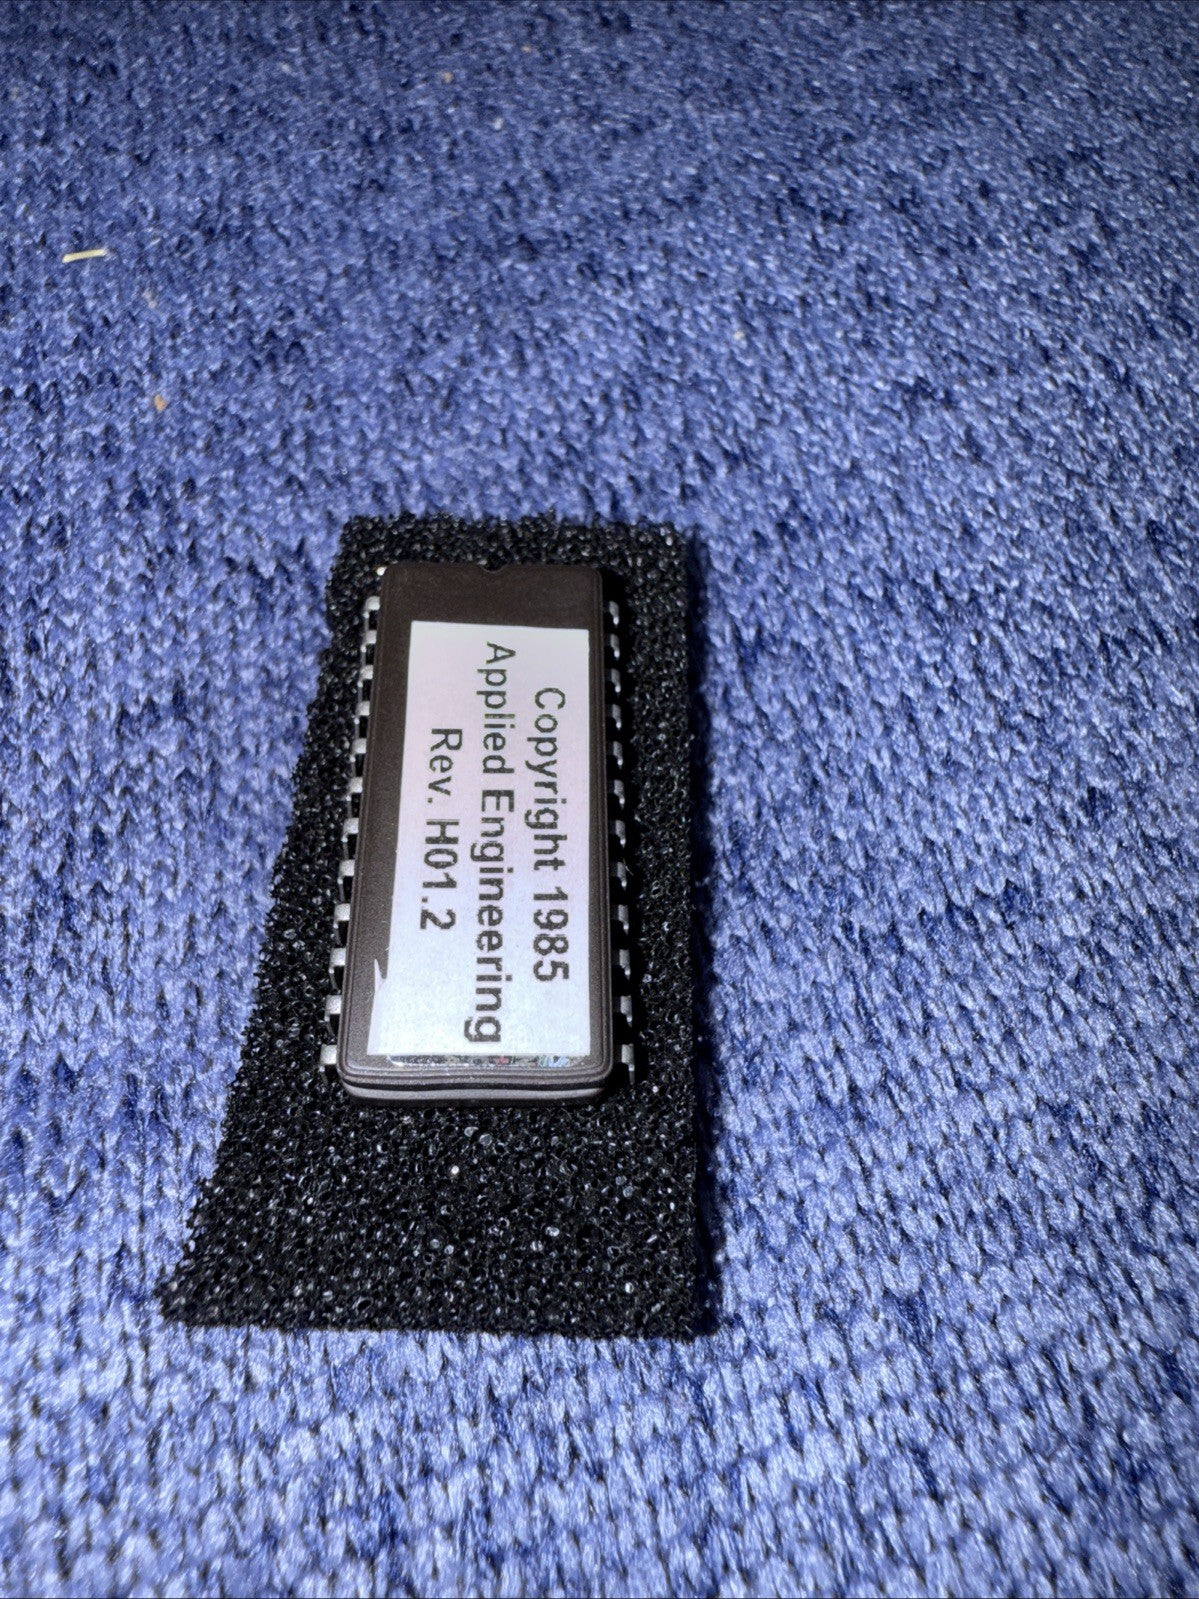 Copyright 1985
Applied Engineering
Rev. H01.2